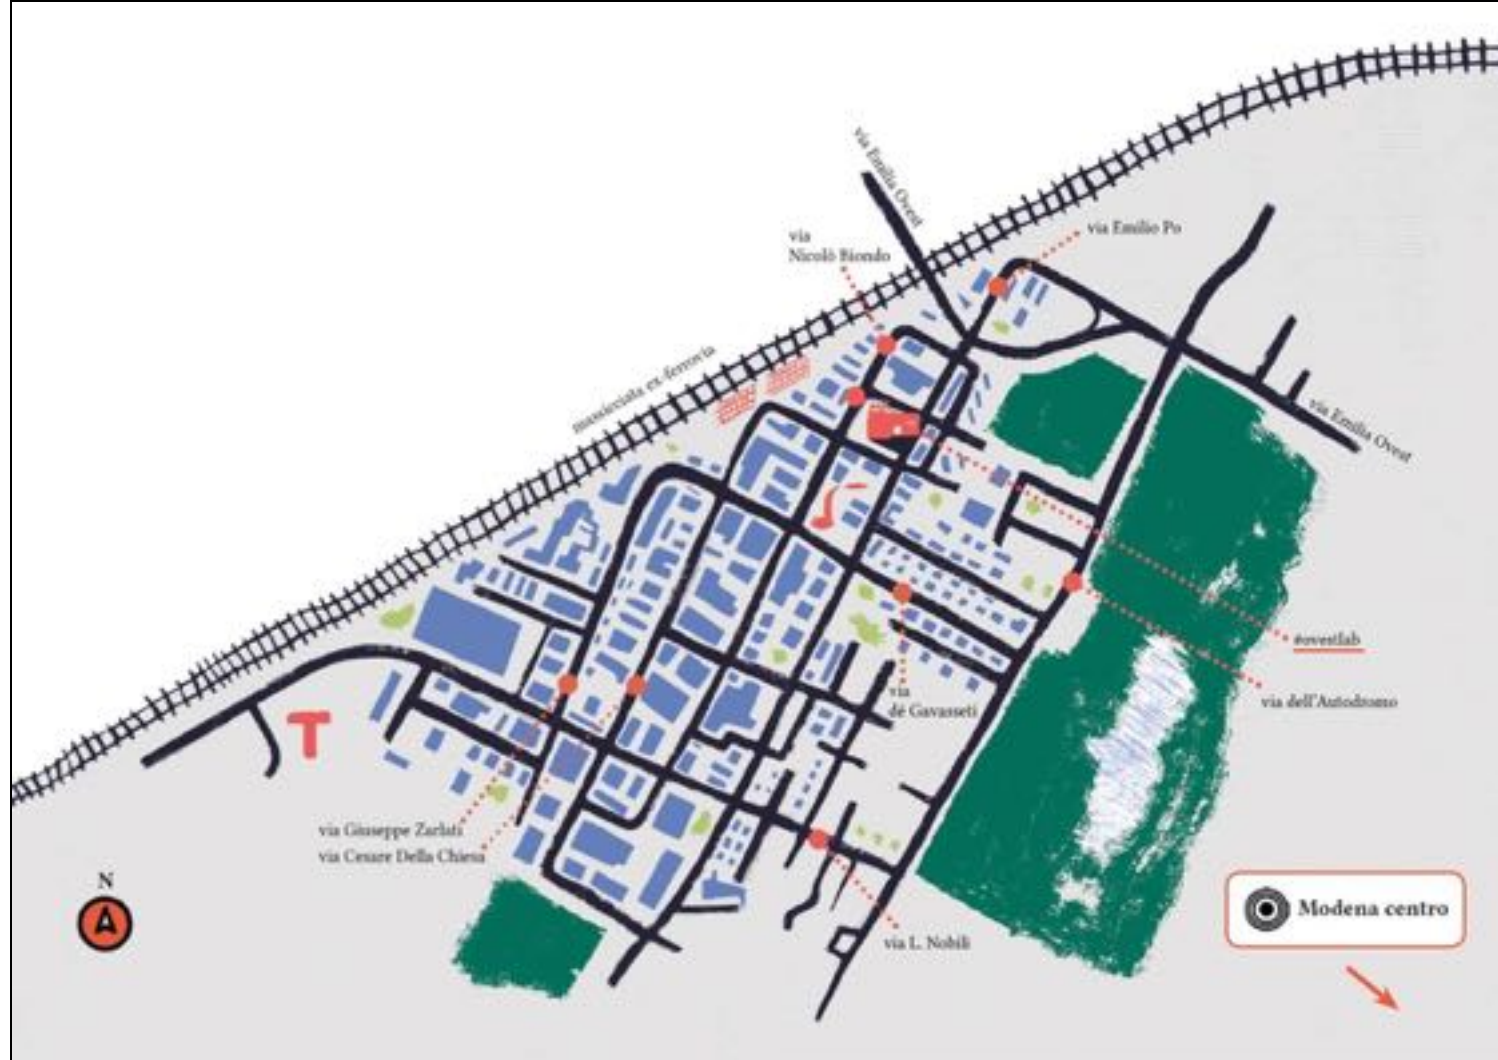 via Emilia Ovest
via Emilio Po
via
Nicolò Biondo
massicciata ex-ferrovia
via Emilia Ovest
T
ovestlab
via
de Gavasseti
via dell'Autodromo
via Giuseppe Zarlati
via Cesare Della Chiesa
N
Modena centro
via L. Nobili